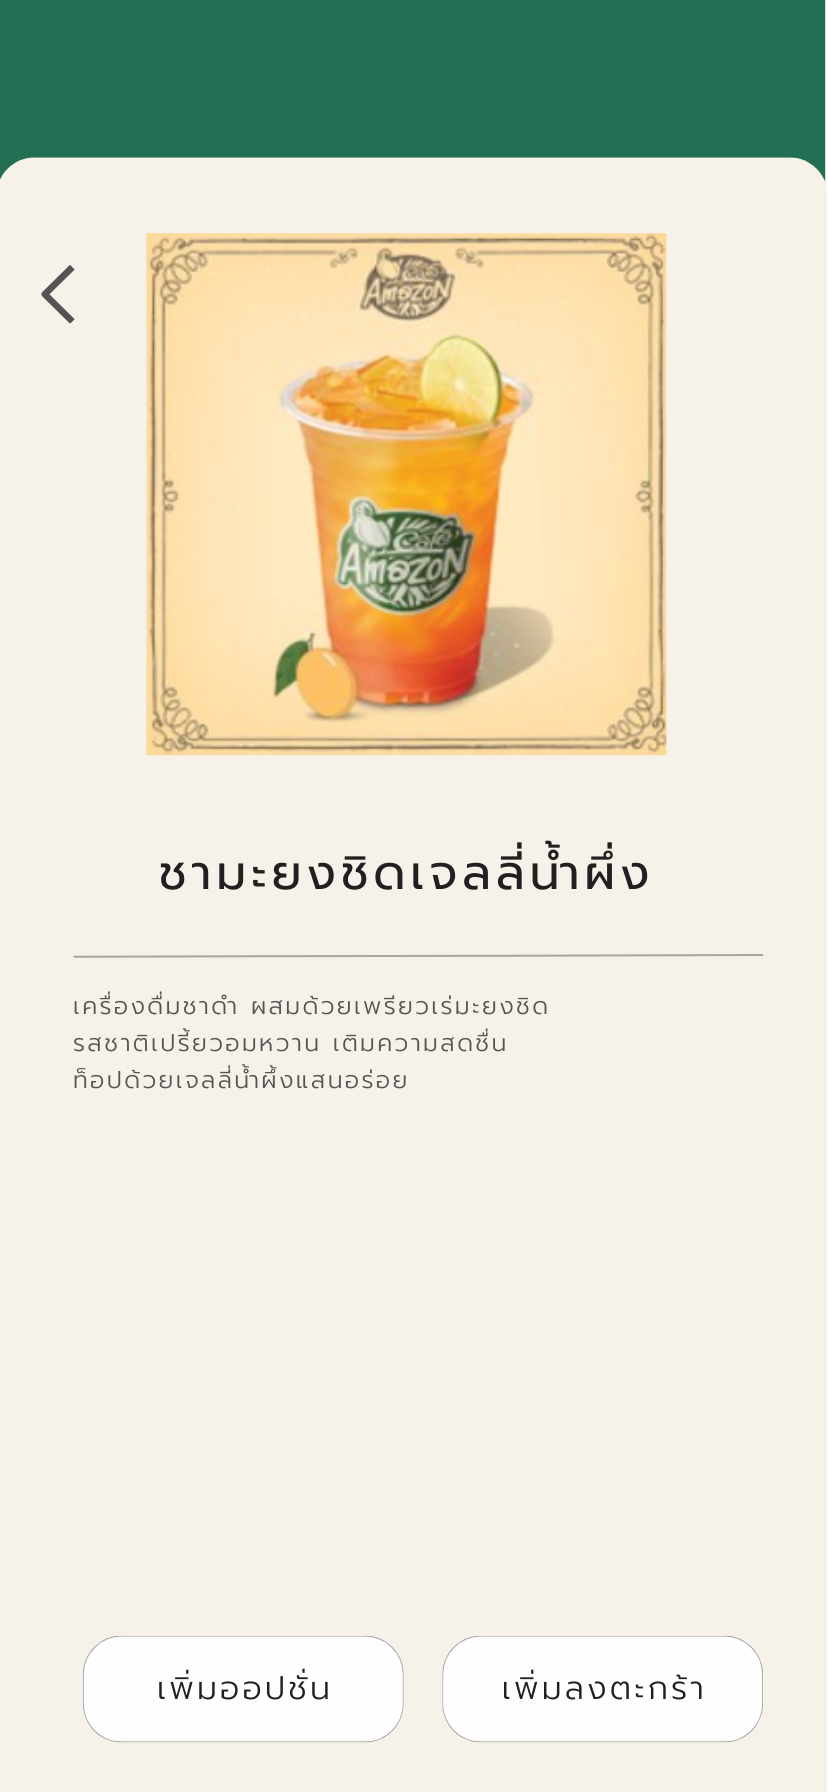 Café
Amazon
Café
Amazon
ชามะยงชิดเจลลี่น้ำผึ่ง
เครื่องดื่มชาดำ ผสมด้วยเพรียวเร่มะยงชิด
รสชาติเปรี้ยวอมหวาน เติมความสดชื่น
ท็อปด้วยเจลลี่น้ำผึ้งแสนอร่อย
เพิ่มออปชั่น
เพิ่มลงตะกร้า